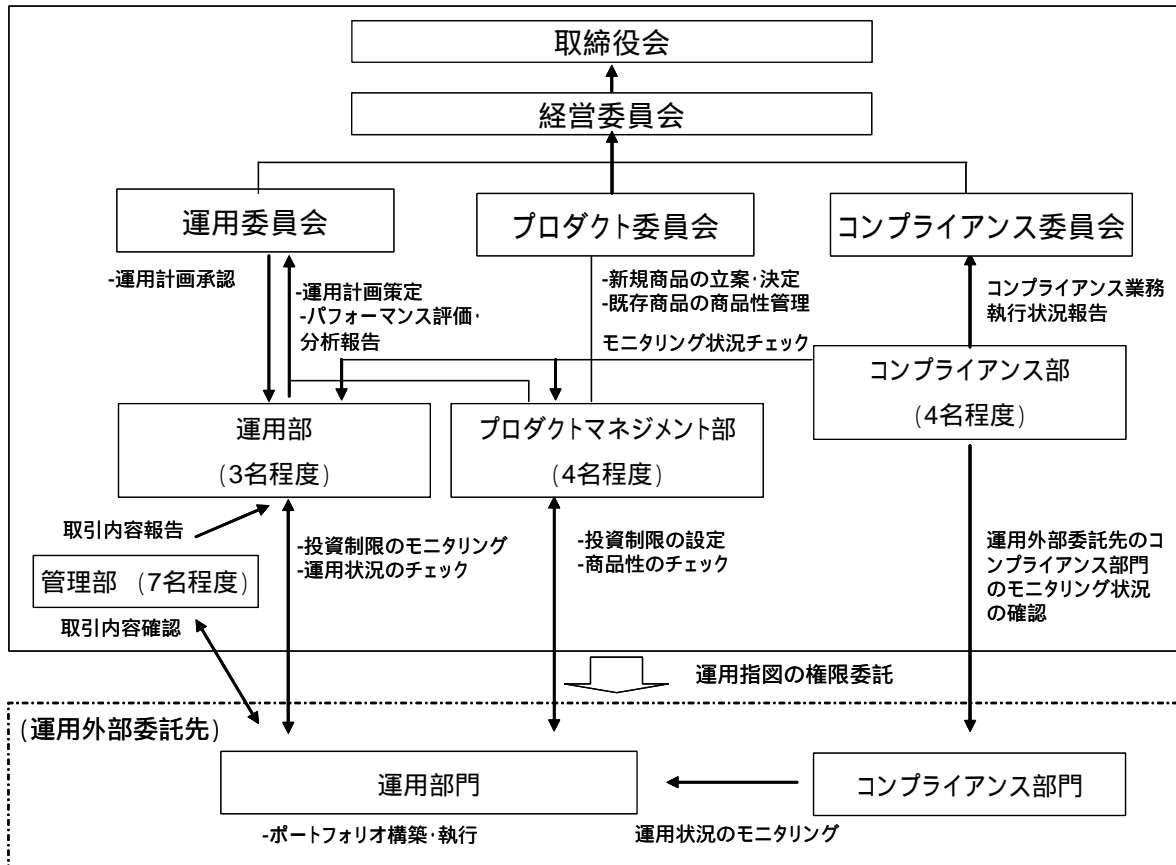 取締役会
経営委員会
運用委員会
プロダクト委員会
コンプライアンス委員会
-運用計画承認
-運用計画策定
-パフォーマンス評価・
分析報告
-新規商品の立案・決定
-既存商品の商品性管理
コンプライアンス業務
執行状況報告
モニタリング状況チェック
運用部
(3名程度)
プロダクトマネジメント部
(4名程度)
コンプライアンス部
(4名程度)
取引内容報告
管理部 (7名程度)
取引内容確認
-投資制限のモニタリング
-運用状況のチェック
-投資制限の設定
-商品性のチェック
運用外部委託先のコ
ンプライアンス部門
のモニタリング状況
の確認
運用指図の権限委託
(運用外部委託先)
運用部門
コンプライアンス部門
-ポートフォリオ構築・執行
運用状況のモニタリング